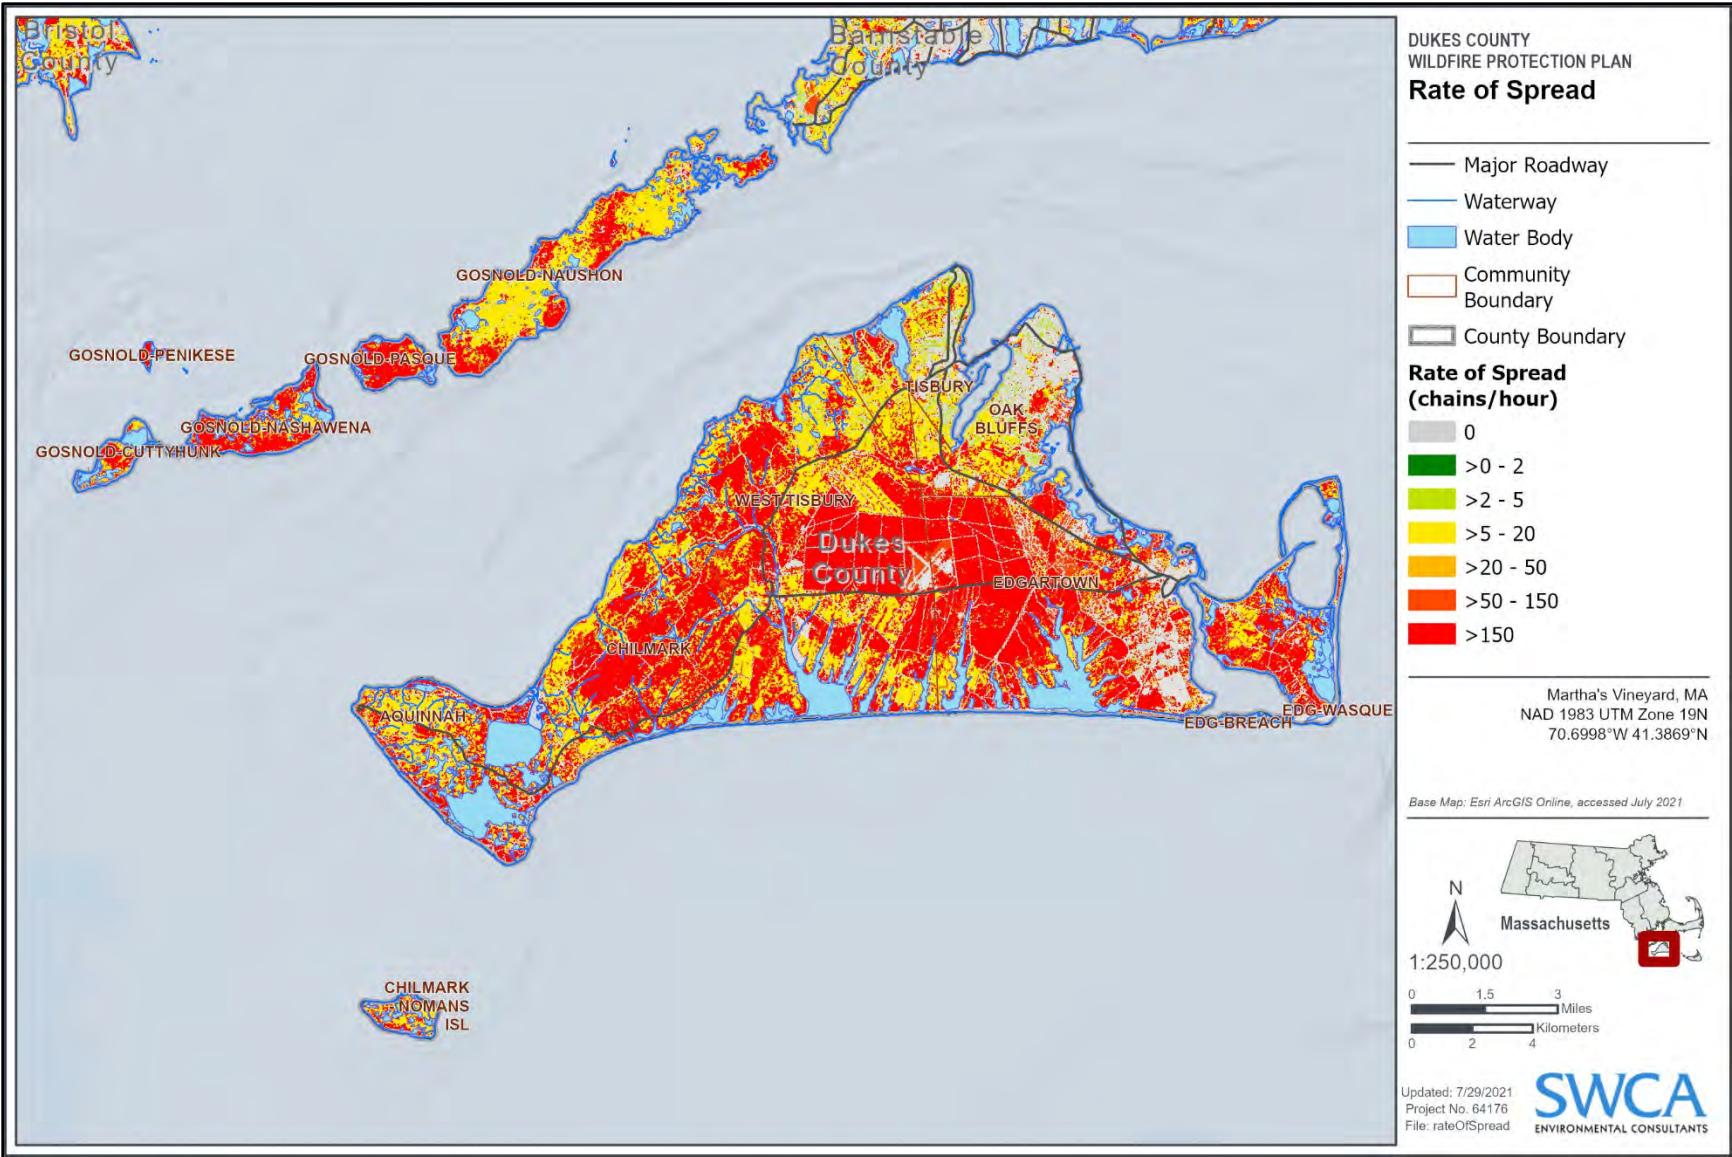 Bristol
County
Barnstable
County
GOSNOLD-NAUSHON
GOSNOLD-PENIKESE
GOSNOLD-PASQUE
GOSNOLD-NASHAWENA
GOSNOLD-CUTTYHUNK
TISBURY
OAK
BLUFFS
WEST TISBURY
Dukes
County
EDGARTOWN
CHILMARK
AQUINNAH
EDG-WASQUE
EDG-BREACH
CHILMARK
NOMANS
ISL
DUKES COUNTY
WILDFIRE PROTECTION PLAN
Rate of Spread
Major Roadway
Waterway
Water Body
Community
Boundary
County Boundary
Rate of Spread
(chains/hour)
0
>0 - 2
>2 - 5
>5 - 20
>20 - 50
>50 - 150
>150
Martha's Vineyard, MA
NAD 1983 UTM Zone 19N
70.6998°W 41.3869°N
Base Map: Esri ArcGIS Online, accessed July 2021
N
Massachusetts
1:250,000
0 1.5 3
Miles
Kilometers
0 2 4
Updated: 7/29/2021
Project No. 64176
File: rateOfSpread
SWCA
ENVIRONMENTAL CONSULTANTS